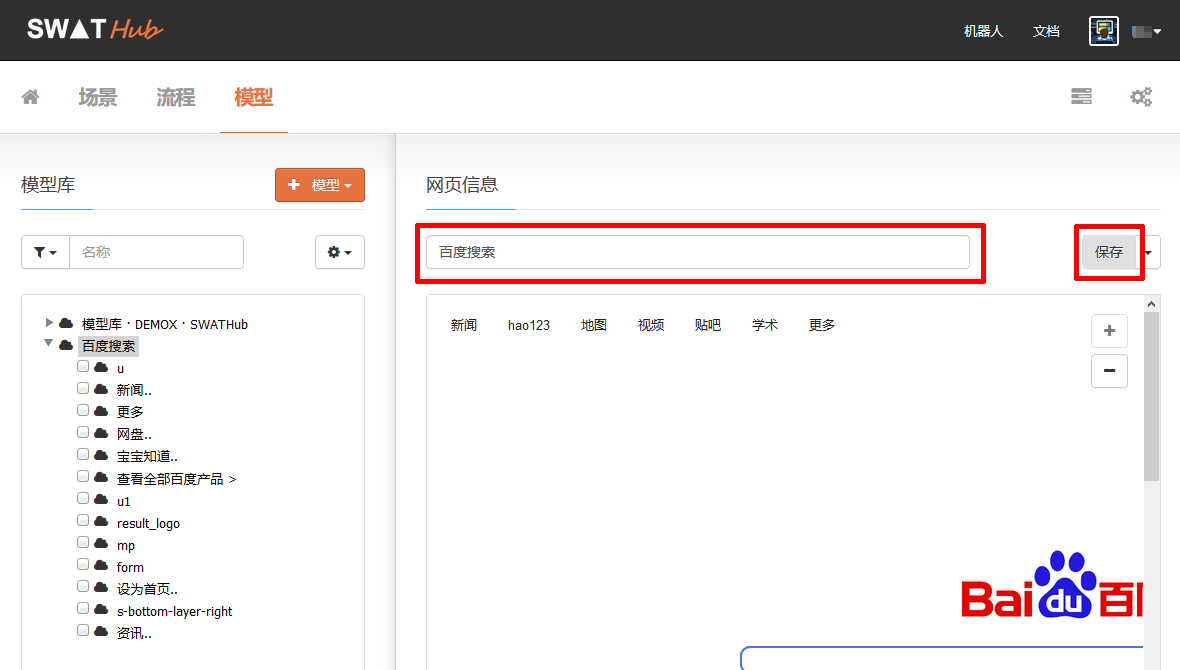 SWAT Hub
机器人 文档
场景 流程 模型
模型库
+ 模型
网页信息
名称
百度搜索
保存
模型库 · DEMOX · SWATHub
百度搜索
u
新闻..
更多
网盘..
宝宝知道..
查看全部百度产品 >
u1
result_logo
mp
form
设为首页..
s-bottom-layer-right
资讯..
新闻 hao123 地图 视频 贴吧 学术 更多
+
−
Bai du 百